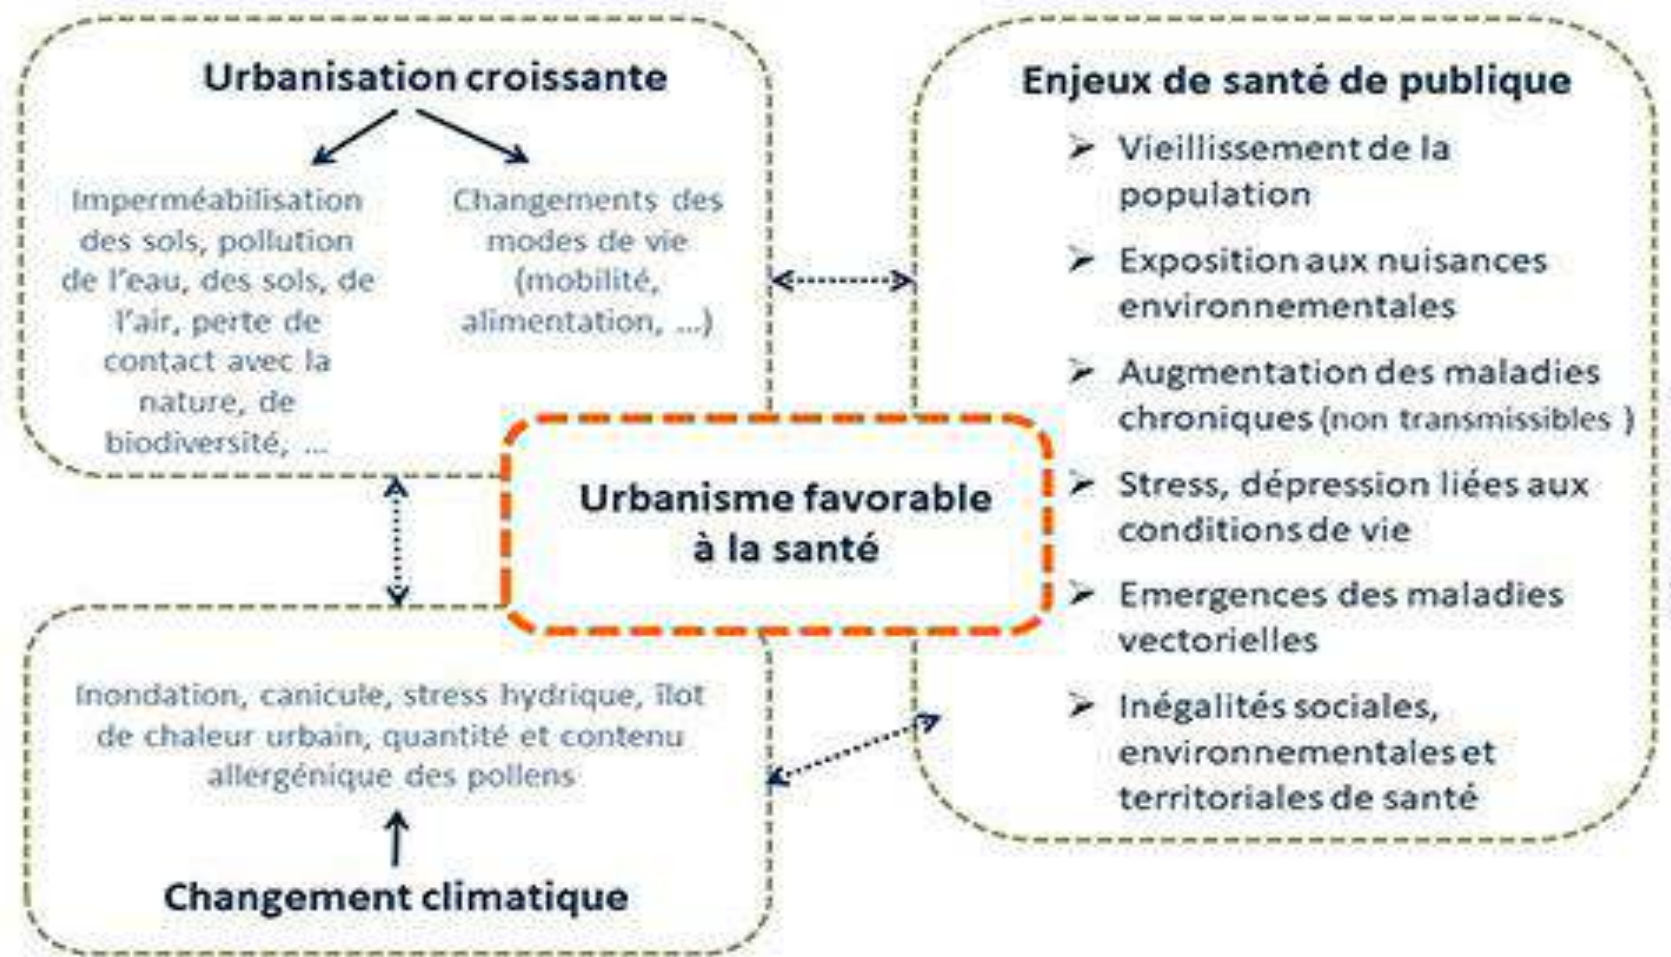 Urbanisation croissante
Imperméabilisation
des sols, pollution
de l'eau, des sols, de
l'air, perte de
contact avec la
nature, de
biodiversité, ...
Changements des
modes de vie
(mobilité,
alimentation, ...)
Enjeux de santé de publique
➢ Vieillissement de la
population
➢ Exposition aux nuisances
environnementales
➢ Augmentation des maladies
chroniques (non transmissibles )
➢ Stress, dépression liées aux
conditions de vie
➢ Emergences des maladies
vectorielles
➢ Inégalités sociales,
environnementales et
territoriales de santé
Urbanisme favorable
à la santé
Inondation, canicule, stress hydrique, îlot
de chaleur urbain, quantité et contenu
allergénique des pollens
Changement climatique